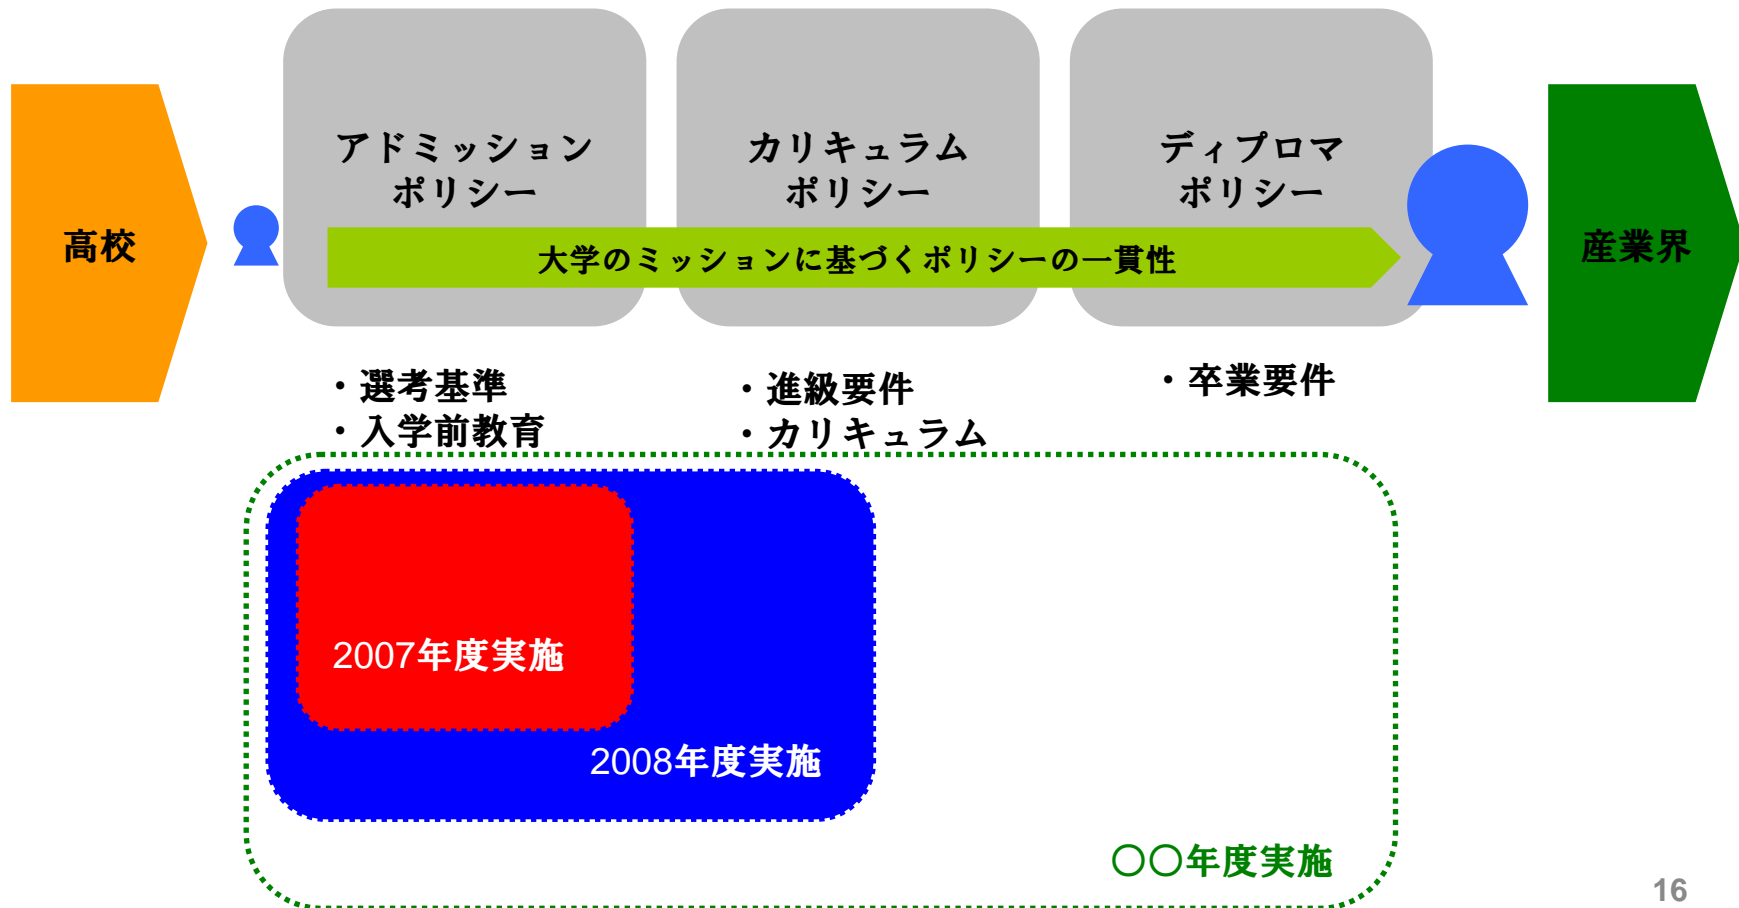 高校
アドミッション
ポリシー
カリキュラム
ポリシー
ディプロマ
ポリシー
大学のミッションに基づくポリシーの一貫性
産業界
・選考基準
・入学前教育
・進級要件
・カリキュラム
・卒業要件
2007年度実施
2008年度実施
〇〇年度実施
16